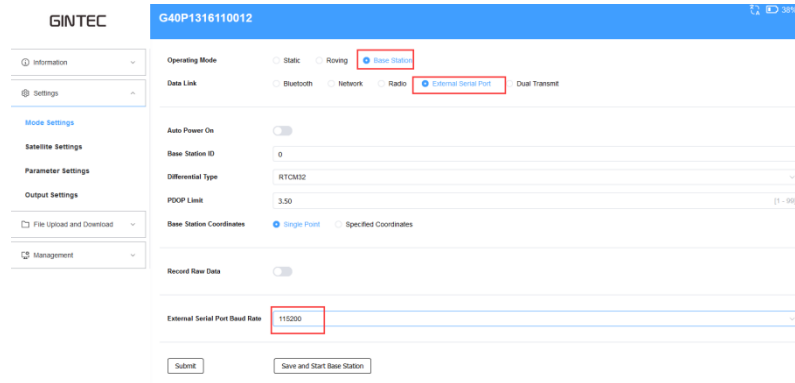 GINTEC
G40P1316110012
38%
Information
Operating Mode
Static
Roving
Base Station
Data Link
Bluetooth
Network
Radio
External Serial Port
Dual Transmit
Settings
Mode Settings
Auto Power On
Satellite Settings
Base Station ID
0
Parameter Settings
Differential Type
RTCM32
Output Settings
PDOP Limit
3.50
[1 - 99]
File Upload and Download
Base Station Coordinates
Single Point
Specified Coordinates
Management
Record Raw Data
External Serial Port Baud Rate
115200
Submit
Save and Start Base Station